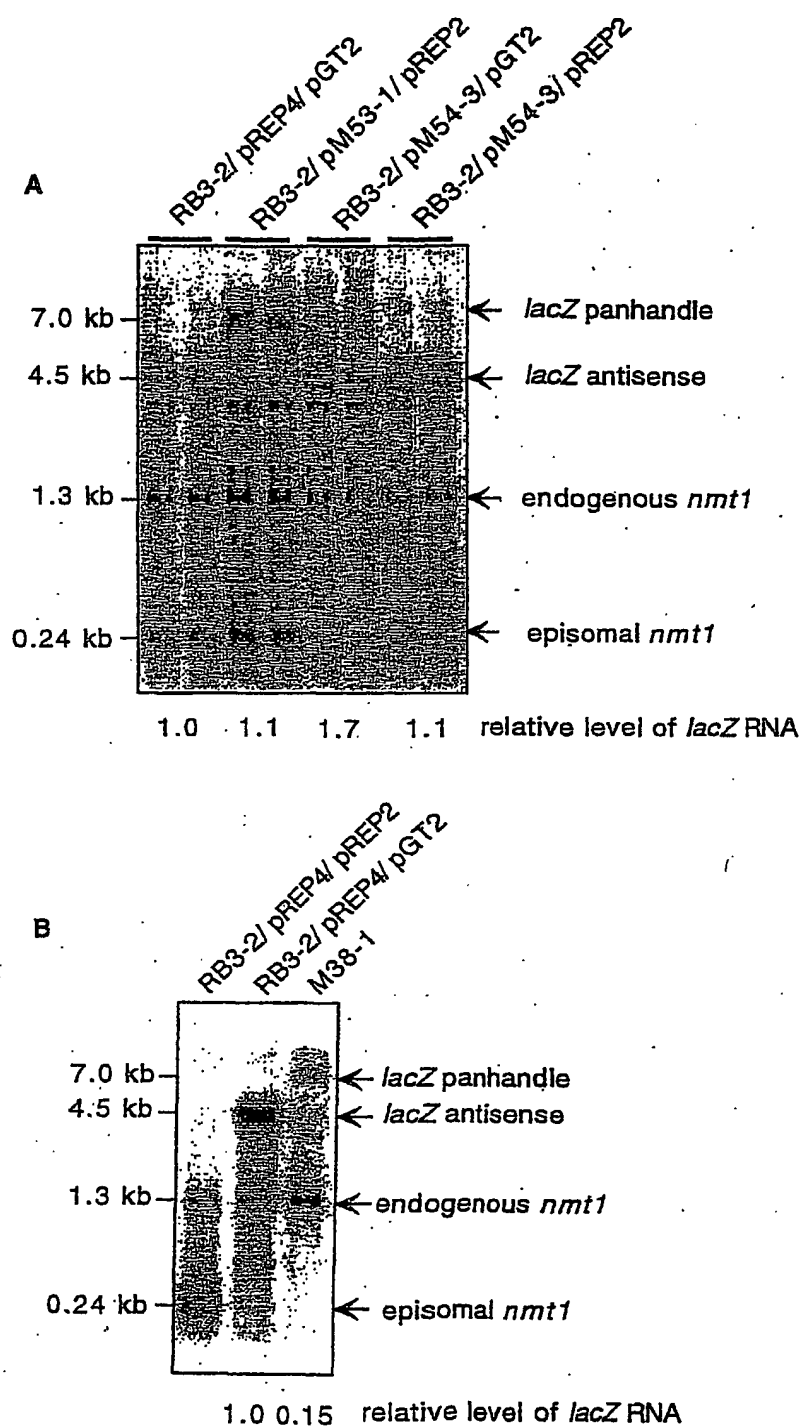 A
RB3-2/ pREP4/ pGT2
RB3-2/ pM53-1/ pREP2
RB3-2/ pM54-3/ pGT2
RB3-2/ pM54-3/ pREP2
7.0 kb
lacZ panhandle
4.5 kb
lacZ antisense
1.3 kb
endogenous nmt1
0.24 kb
episomal nmt1
1.0 1.1 1.7 1.1 relative level of lacZ RNA
B
RB3-2/ pREP4/ pREP2
RB3-2/ pREP4/ pGT2
M38-1
7.0 kb
lacZ panhandle
4.5 kb
lacZ antisense
1.3 kb
endogenous nmt1
0.24 kb
episomal nmt1
1.0 0.15 relative level of lacZ RNA